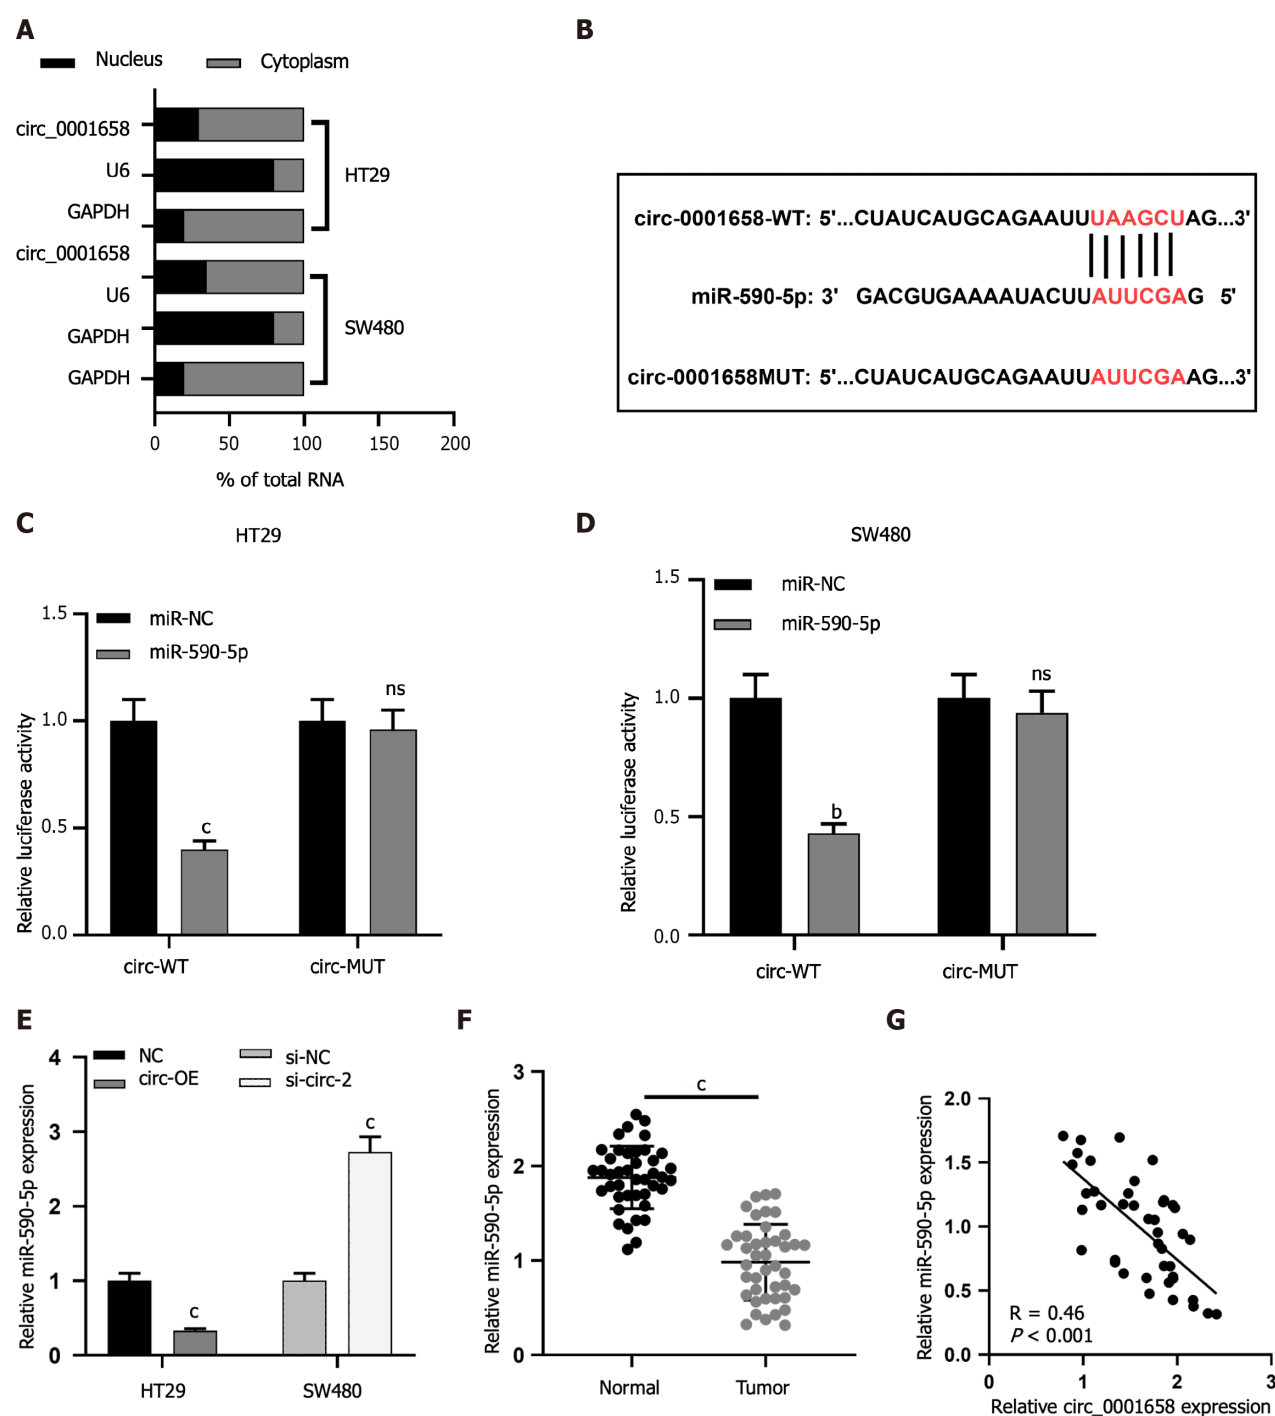 A
Nucleus Cytoplasm
circ_0001658
U6
GAPDH
circ_0001658
U6
GAPDH
GAPDH
HT29
SW480
0 50 100 150 200
% of total RNA
B
circ-0001658-WT: 5'...CUAUCAUGCAGAAUUUAAGCUAG...3'
miR-590-5p: 3' GACGUGAAAAUACUUAUUCGAG 5'
circ-0001658MUT: 5'...CUAUCAUGCAGAAUUAUUCGAAG...3'
C
HT29
miR-NC
miR-590-5p
Relative luciferase activity
1.5
1.0
0.5
0.0
c
ns
circ-WT circ-MUT
D
SW480
miR-NC
miR-590-5p
Relative luciferase activity
1.5
1.0
0.5
0.0
b
ns
circ-WT circ-MUT
E
NC si-NC
circ-OE si-circ-2
Relative miR-590-5p expression
4
3
2
1
0
c
c
HT29 SW480
F
Relative miR-590-5p expression
3
2
1
0
c
Normal Tumor
G
Relative miR-590-5p expression
2.0
1.5
1.0
0.5
0.0
R = 0.46
P < 0.001
0 1 2 3
Relative circ_0001658 expression